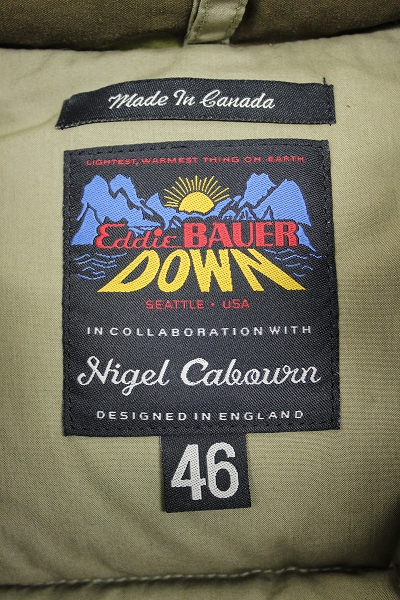 Made In Canada
LIGHTEST, WARMEST THING ON EARTH
Eddie BAUER
DOWN
SEATTLE • USA
IN COLLABORATION WITH
Nigel Cabourn
DESIGNED IN ENGLAND
46